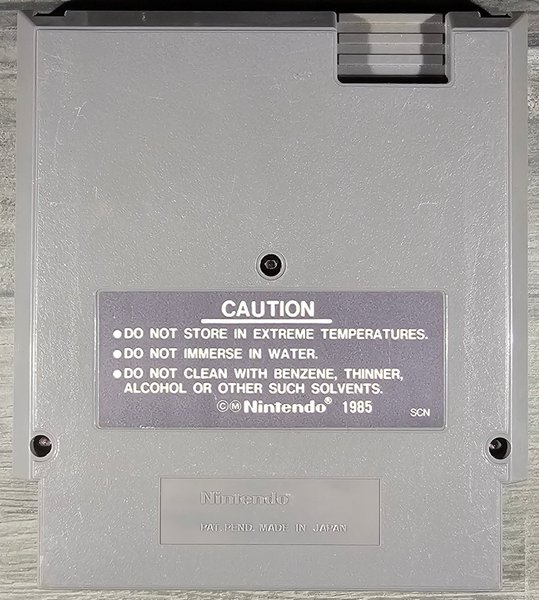 CAUTION
●DO NOT STORE IN EXTREME TEMPERATURES.
●DO NOT IMMERSE IN WATER.
●DO NOT CLEAN WITH BENZENE, THINNER,
ALCOHOL OR OTHER SUCH SOLVENTS.
©Ⓜ Nintendo® 1985 SCN
Nintendo®
PAT. PEND. MADE IN JAPAN